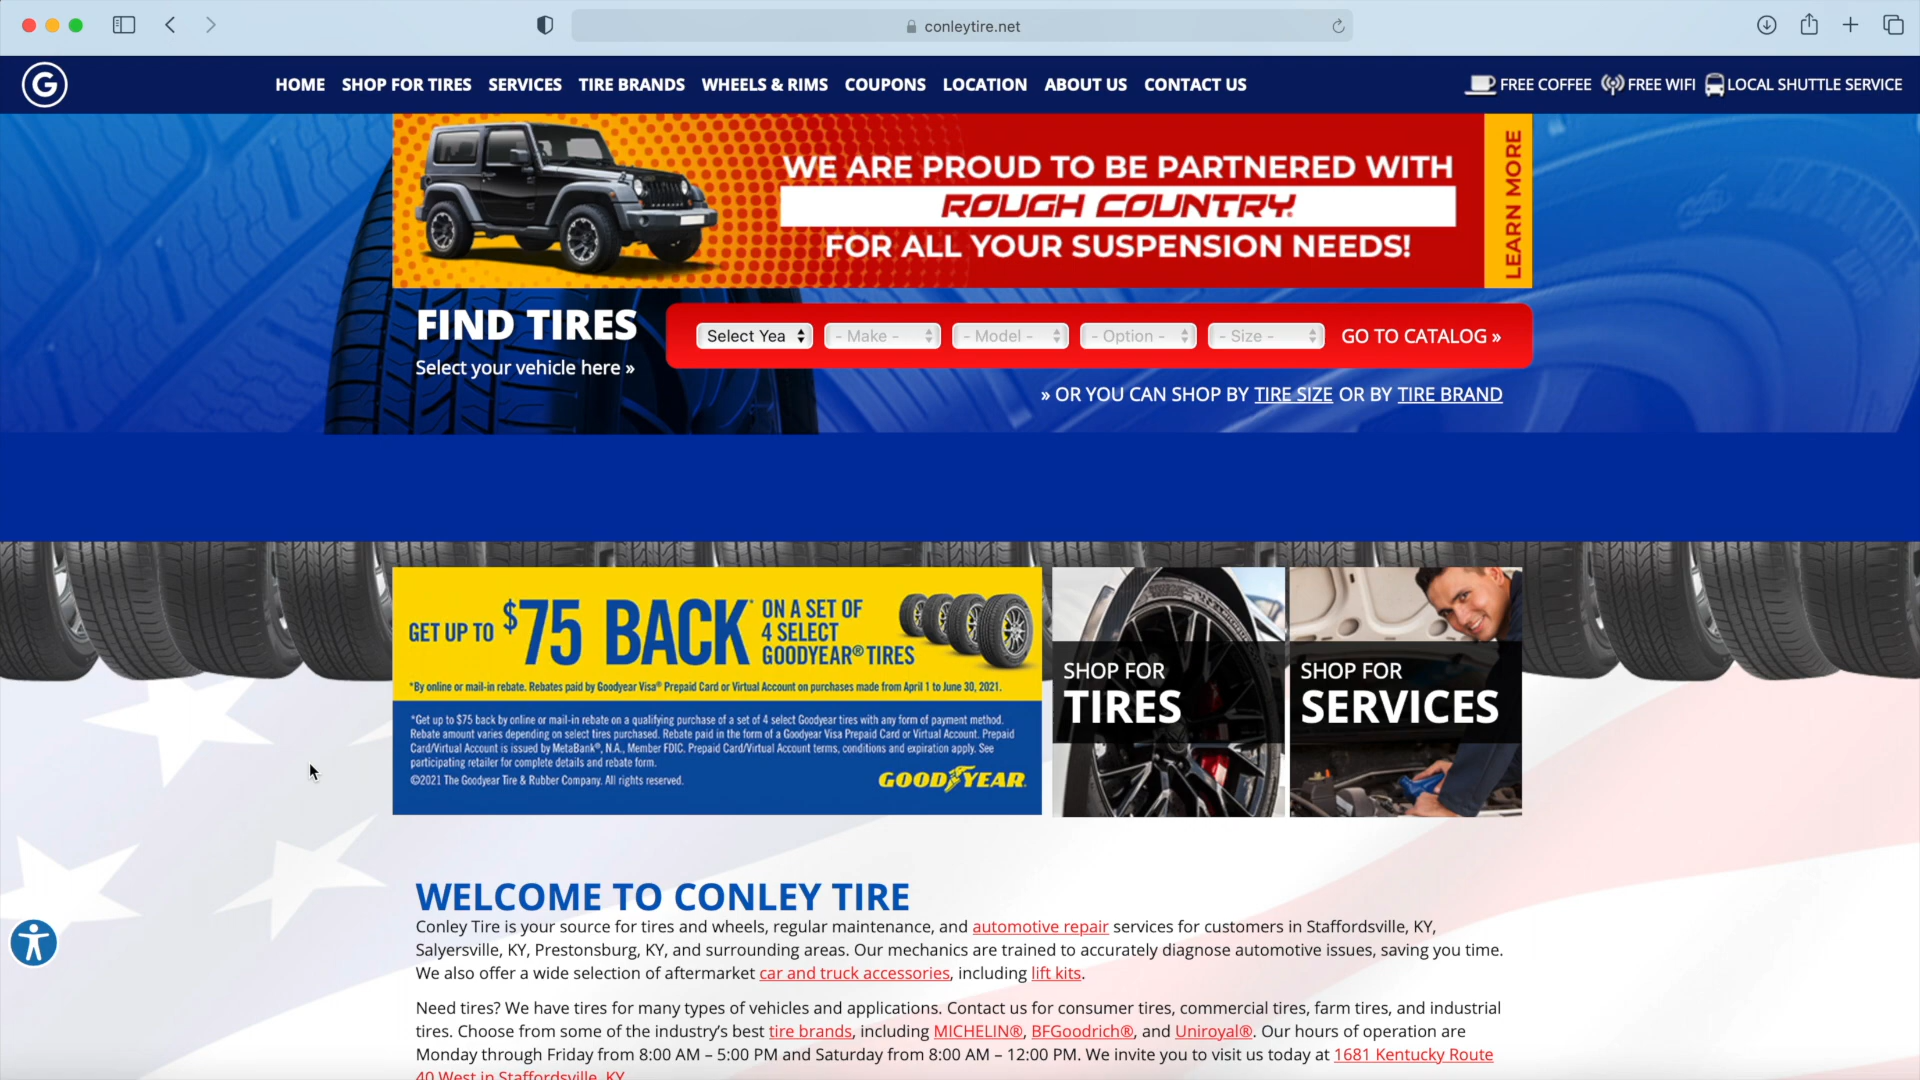 conleytire.net
G
HOME SHOP FOR TIRES SERVICES TIRE BRANDS WHEELS & RIMS COUPONS LOCATION ABOUT US CONTACT US
FREE COFFEE FREE WIFI LOCAL SHUTTLE SERVICE
WE ARE PROUD TO BE PARTNERED WITH
ROUGH COUNTRY
FOR ALL YOUR SUSPENSION NEEDS!
LEARN MORE
FIND TIRES
Select your vehicle here »
Select Yea - Make - - Model - - Option - - Size - GO TO CATALOG »
» OR YOU CAN SHOP BY TIRE SIZE OR BY TIRE BRAND
GET UP TO $75 BACK*
ON A SET OF
4 SELECT
GOODYEAR® TIRES
*By online or mail-in rebate. Rebates paid by Goodyear Visa® Prepaid Card or Virtual Account on purchases made from April 1 to June 30, 2021.
*Get up to $75 back by online or mail-in rebate on a qualifying purchase of a set of 4 select Goodyear tires with any form of payment method.
Rebate amount varies depending on select tires purchased. Rebate paid in the form of a Goodyear Visa Prepaid Card or Virtual Account. Prepaid
Card/Virtual Account is issued by MetaBank®, N.A., Member FDIC. Prepaid Card/Virtual Account terms, conditions and expiration apply. See
participating retailer for complete details and rebate form.
©2021 The Goodyear Tire & Rubber Company. All rights reserved.
GOODYEAR
SHOP FOR
TIRES
SHOP FOR
SERVICES
WELCOME TO CONLEY TIRE
Conley Tire is your source for tires and wheels, regular maintenance, and automotive repair services for customers in Staffordsville, KY,
Salyersville, KY, Prestonsburg, KY, and surrounding areas. Our mechanics are trained to accurately diagnose automotive issues, saving you time.
We also offer a wide selection of aftermarket car and truck accessories, including lift kits.
Need tires? We have tires for many types of vehicles and applications. Contact us for consumer tires, commercial tires, farm tires, and industrial
tires. Choose from some of the industry's best tire brands, including MICHELIN®, BFGoodrich®, and Uniroyal®. Our hours of operation are
Monday through Friday from 8:00 AM – 5:00 PM and Saturday from 8:00 AM – 12:00 PM. We invite you to visit us today at 1681 Kentucky Route
40 West in Staffordsville, KY